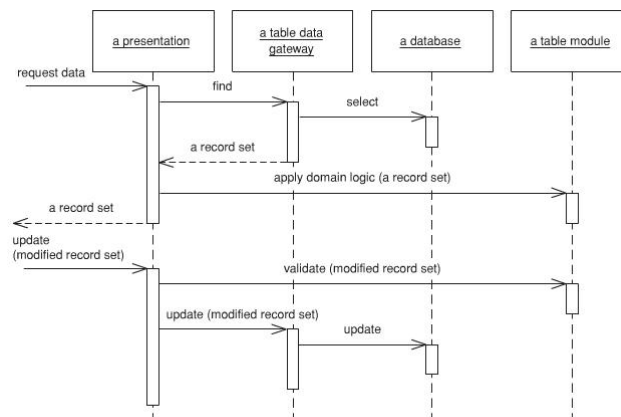 a presentation
a table data
gateway
a database
a table module
request data
find
select
a record set
apply domain logic (a record set)
a record set
update
(modified record set)
validate (modified record set)
update (modified record set)
update